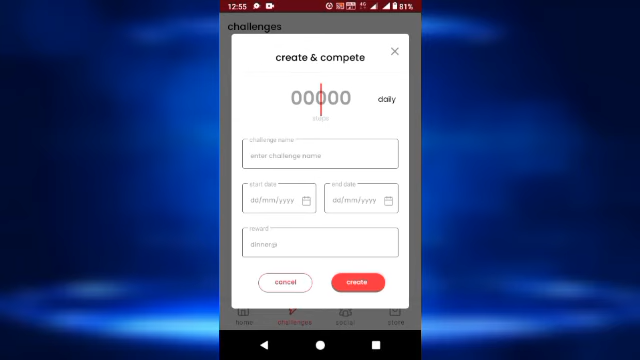 12:55
81%
challenges
create & compete
00000
daily
steps
challenge name
enter challenge name
start date
end date
dd/mm/yyyy
dd/mm/yyyy
reward
cancel
create
home
challenges
social
store